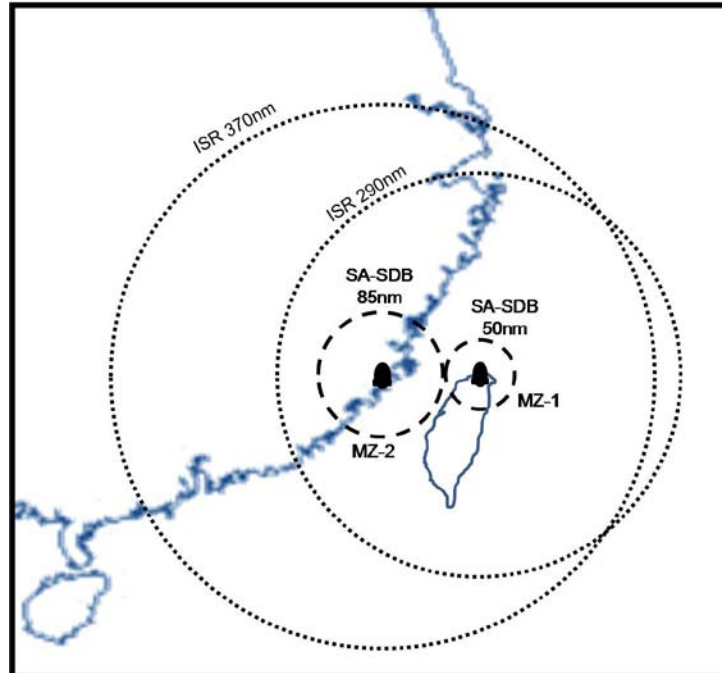 ISR 370nm
ISR 290nm
SA-SDB
85nm
SA-SDB
50nm
MZ-1
MZ-2